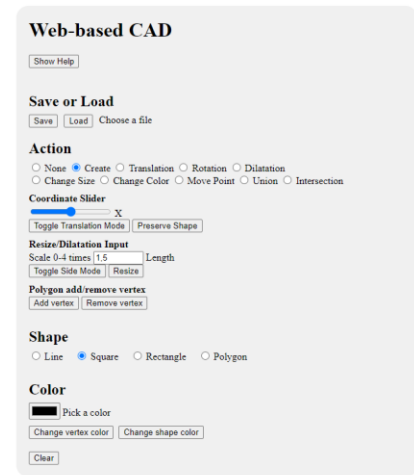 Web-based CAD
Show Help
Save or Load
Save Load Choose a file
Action
None Create Translation Rotation Dilatation
Change Size Change Color Move Point Union Intersection
Coordinate Slider
X
Toggle Translation Mode Preserve Shape
Resize/Dilatation Input
Scale 0-4 times 1,5 Length
Toggle Side Mode Resize
Polygon add/remove vertex
Add vertex Remove vertex
Shape
Line Square Rectangle Polygon
Color
Pick a color
Change vertex color Change shape color
Clear